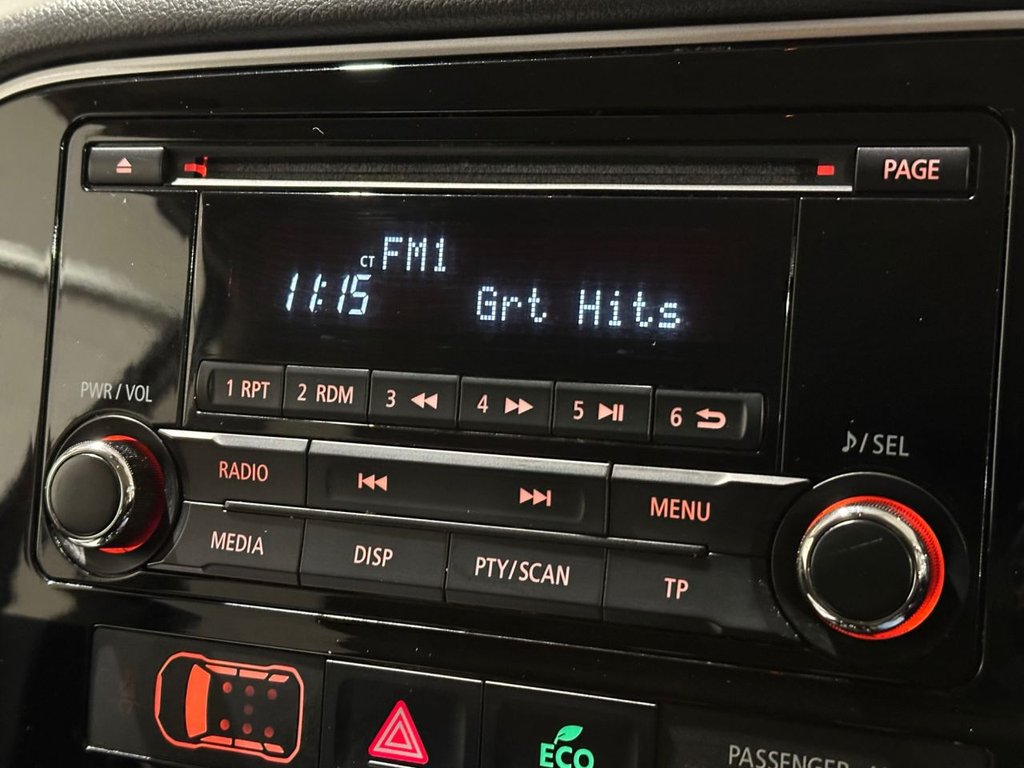 PAGE
CT FM1
11:15 Grt Hits
PWR / VOL
1 RPT 2 RDM 3 4 5 6
♪/ SEL
RADIO MENU
MEDIA DISP PTY/SCAN TP
ECO PASSENGER